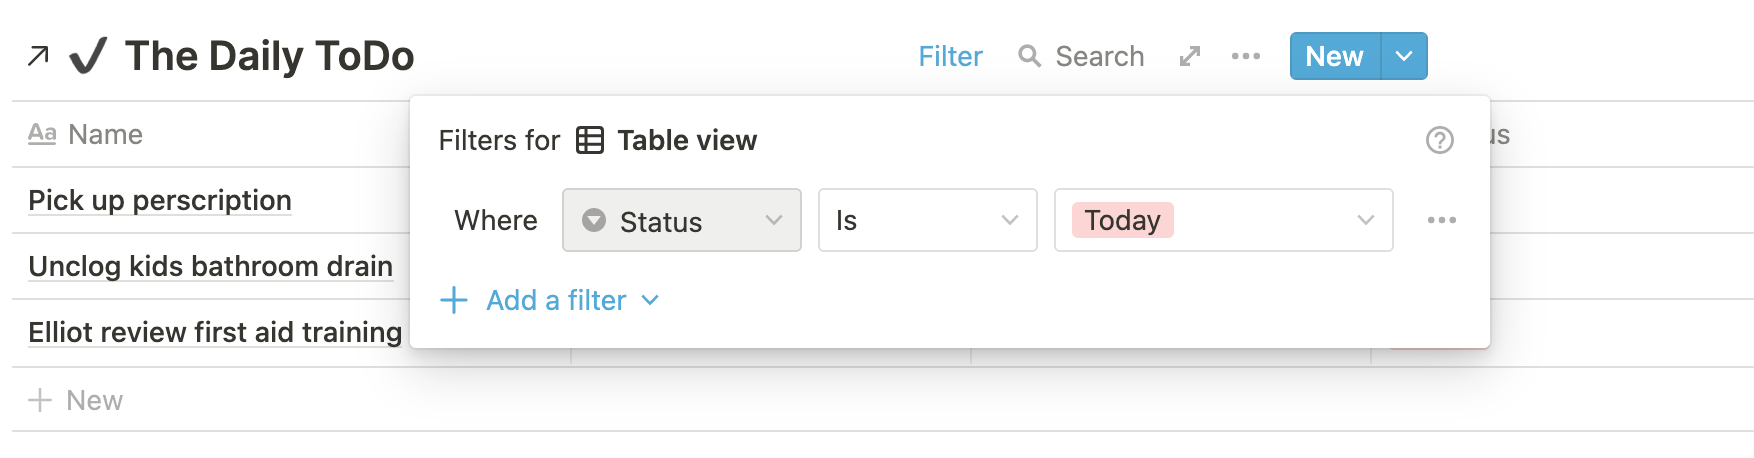 The Daily ToDo
Filter
Search
New
Aa Name
Filters for Table view
Where Status Is Today
Add a filter
Pick up perscription
Unclog kids bathroom drain
Elliot review first aid training
New